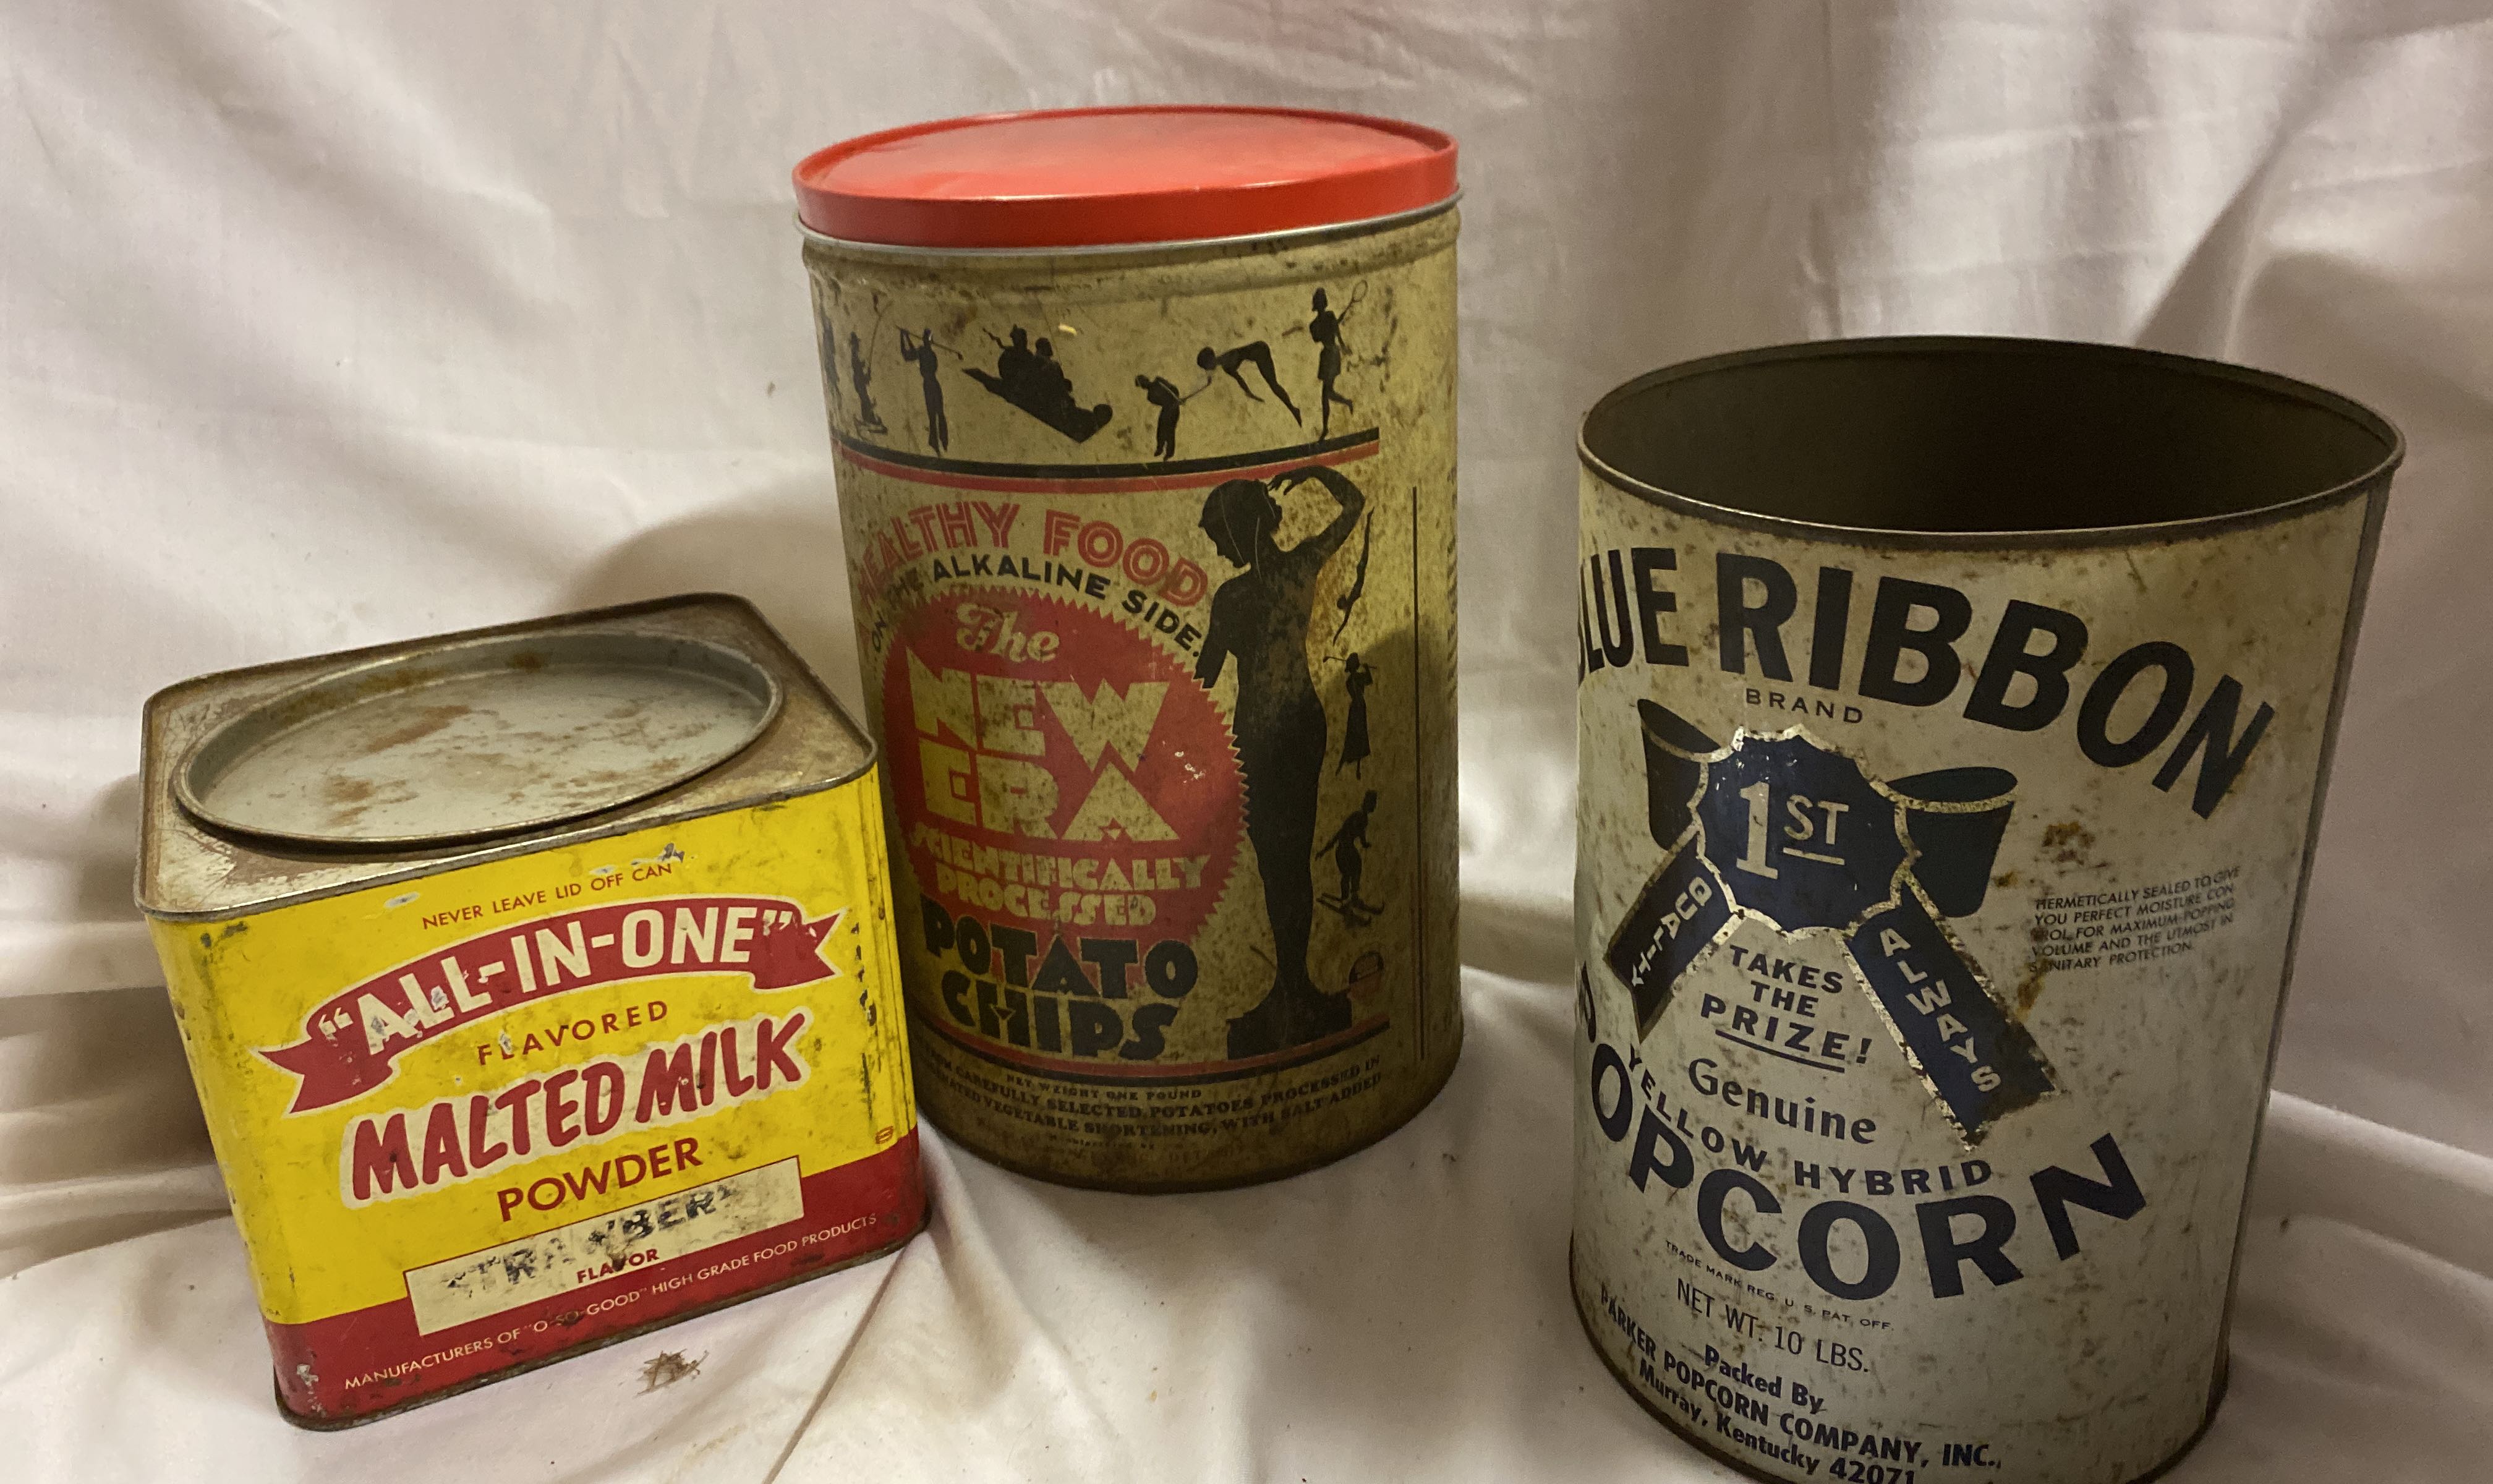 NEVER LEAVE LID OFF CAN
"ALL-IN-ONE"
FLAVORED
MALTED MILK
POWDER
STRAWBERY
FLAVOR
MANUFACTURERS OF "O-SO-GOOD" HIGH GRADE FOOD PRODUCTS
HEALTHY FOOD
ON THE ALKALINE SIDE.
The
NEW
ERA
SCIENTIFICALLY
PROCESSED
POTATO
CHIPS
NET WEIGHT ONE POUND
CAREFULLY SELECTED POTATOES PROCESSED IN
VEGETABLE SHORTENING, WITH SALT ADDED
BLUE RIBBON
BRAND
1ST
QUALITY
ALWAYS
TAKES
THE
PRIZE!
HERMETICALLY SEALED TO GIVE
YOU PERFECT MOISTURE CON-
TROL FOR MAXIMUM POPPING
VOLUME AND THE UTMOST IN
SANITARY PROTECTION.
Genuine
YELLOW HYBRID
POPCORN
TRADE MARK REG. U. S. PAT. OFF.
NET WT. 10 LBS.
Packed By
PARKER POPCORN COMPANY, INC.,
Murray, Kentucky 42071